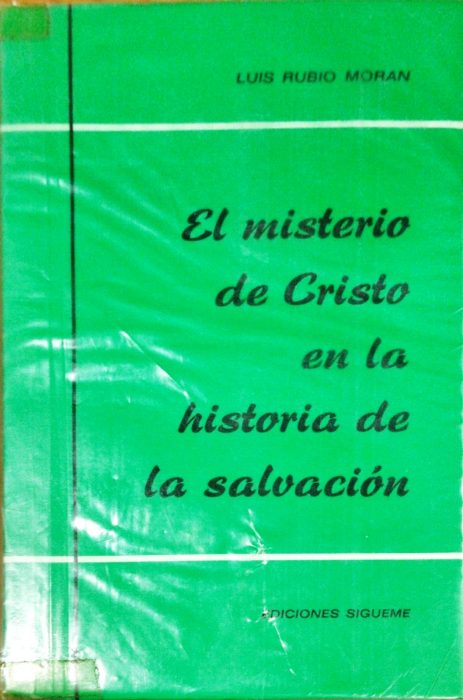 LUIS RUBIO MORAN
El misterio
de Cristo
en la
historia de
la salvación
EDICIONES SIGUEME